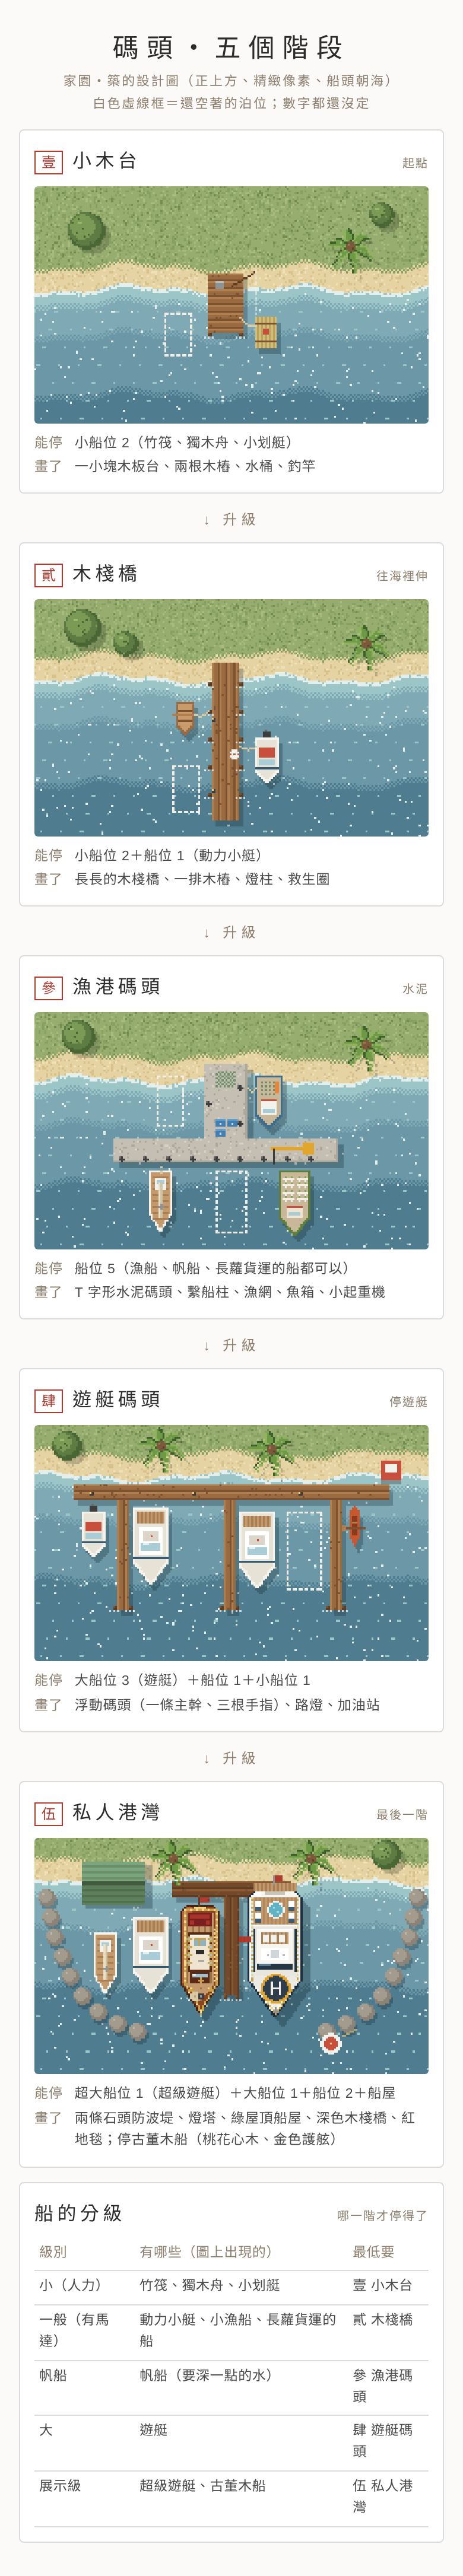 碼頭・五個階段
家園・築的設計圖（正上方、精緻像素、船頭朝海）
白色虛線框＝還空著的泊位；數字都還沒定
壹 小木台 起點
能停 小船位 2（竹筏、獨木舟、小划艇）
畫了 一小塊木板台、兩根木樁、水桶、釣竿
↓ 升級
貳 木棧橋 往海裡伸
能停 小船位 2＋船位 1（動力小艇）
畫了 長長的木棧橋、一排木樁、燈柱、救生圈
↓ 升級
參 漁港碼頭 水泥
能停 船位 5（漁船、帆船、長蘿貨運的船都可以）
畫了 T 字形水泥碼頭、繫船柱、漁網、魚箱、小起重機
↓ 升級
肆 遊艇碼頭 停遊艇
能停 大船位 3（遊艇）＋船位 1＋小船位 1
畫了 浮動碼頭（一條主幹、三根手指）、路燈、加油站
↓ 升級
伍 私人港灣 最後一階
H
能停 超大船位 1（超級遊艇）＋大船位 1＋船位 2＋船屋
畫了 兩條石頭防波堤、燈塔、綠屋頂船屋、深色木棧橋、紅
地毯；停古董木船（桃花心木、金色護舷）
船的分級 哪一階才停得了
級別 有哪些（圖上出現的） 最低要
小（人力） 竹筏、獨木舟、小划艇 壹 小木台
一般（有馬 動力小艇、小漁船、長蘿貨運的 貳 木棧橋
達） 船
帆船 帆船（要深一點的水） 參 漁港碼
頭
大 遊艇 肆 遊艇碼
頭
展示級 超級遊艇、古董木船 伍 私人港
灣